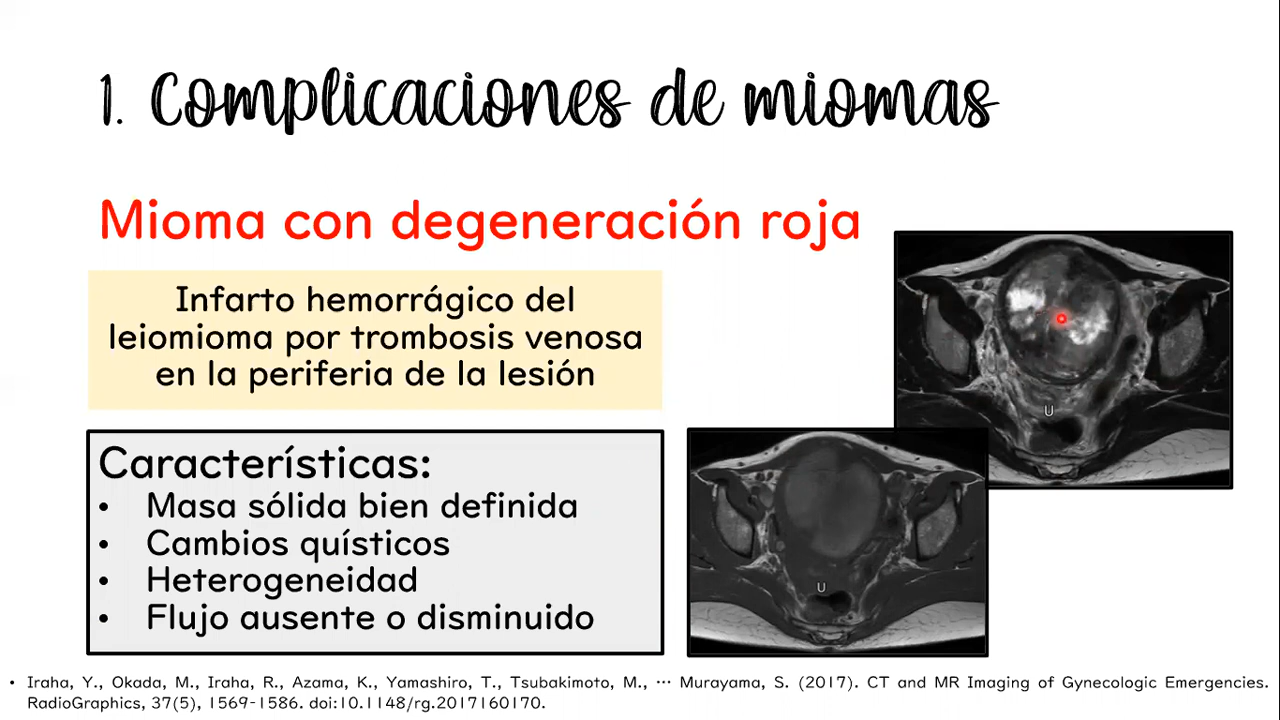 1. Complicaciones de miomas
Mioma con degeneración roja
Infarto hemorrágico del
leiomioma por trombosis venosa
en la periferia de la lesión
Características:
• Masa sólida bien definida
• Cambios quísticos
• Heterogeneidad
• Flujo ausente o disminuido
U
U
• Iraha, Y., Okada, M., Iraha, R., Azama, K., Yamashiro, T., Tsubakimoto, M., … Murayama, S. (2017). CT and MR Imaging of Gynecologic Emergencies.
RadioGraphics, 37(5), 1569-1586. doi:10.1148/rg.2017160170.